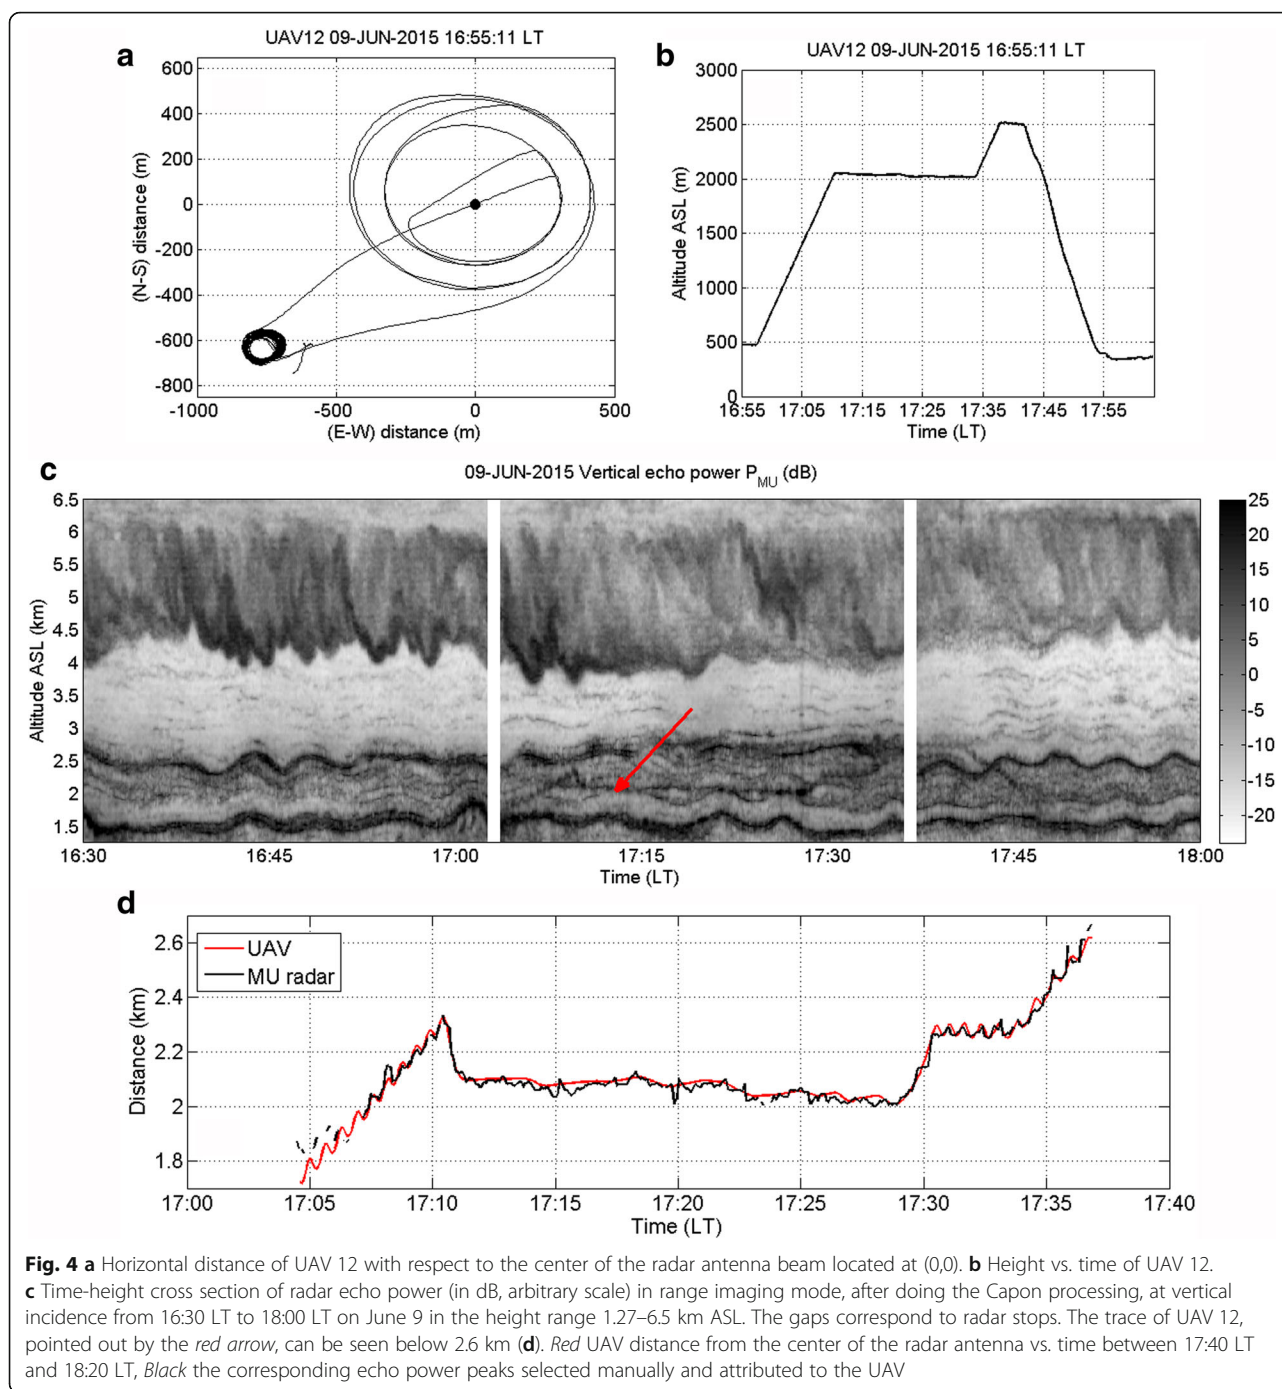 a
UAV12 09-JUN-2015 16:55:11 LT
600
400
200
0
-200
-400
-600
-800
(N-S) distance (m)
-1000
-500
0
500
(E-W) distance (m)
b
UAV12 09-JUN-2015 16:55:11 LT
3000
2500
2000
1500
1000
500
0
Altitude ASL (m)
16:55 17:05 17:15 17:25 17:35 17:45 17:55
Time (LT)
c
09-JUN-2015 Vertical echo power P_MU (dB)
6.5
6
5.5
5
4.5
4
3.5
3
2.5
2
1.5
Altitude ASL (km)
16:30 16:45 17:00 17:15 17:30 17:45 18:00
Time (LT)
25
20
15
10
5
0
-5
-10
-15
-20
d
UAV
MU radar
2.6
2.4
2.2
2
1.8
Distance (km)
17:00 17:05 17:10 17:15 17:20 17:25 17:30 17:35 17:40
Time (LT)
Fig. 4 a Horizontal distance of UAV 12 with respect to the center of the radar antenna beam located at (0,0). b Height vs. time of UAV 12.
c Time-height cross section of radar echo power (in dB, arbitrary scale) in range imaging mode, after doing the Capon processing, at vertical
incidence from 16:30 LT to 18:00 LT on June 9 in the height range 1.27–6.5 km ASL. The gaps correspond to radar stops. The trace of UAV 12,
pointed out by the red arrow, can be seen below 2.6 km (d). Red UAV distance from the center of the radar antenna vs. time between 17:40 LT
and 18:20 LT, Black the corresponding echo power peaks selected manually and attributed to the UAV